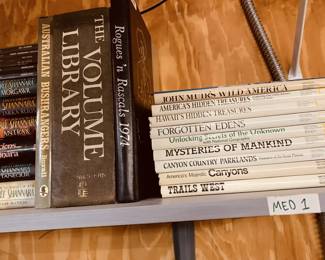 SHANNARA
AUSTRALIAN BUSHRANGERS
THE VOLUME LIBRARY
Rogues 'n Rascals 1974
JOHN MUIR'S WILD AMERICA
AMERICA'S HIDDEN TREASURES
HAWAII'S HIDDEN TREASURES
FORGOTTEN EDENS
Unlocking Secrets of the Unknown
MYSTERIES OF MANKIND
CANYON COUNTRY PARKLANDS
America's Majestic Canyons
TRAILS WEST
MED 1